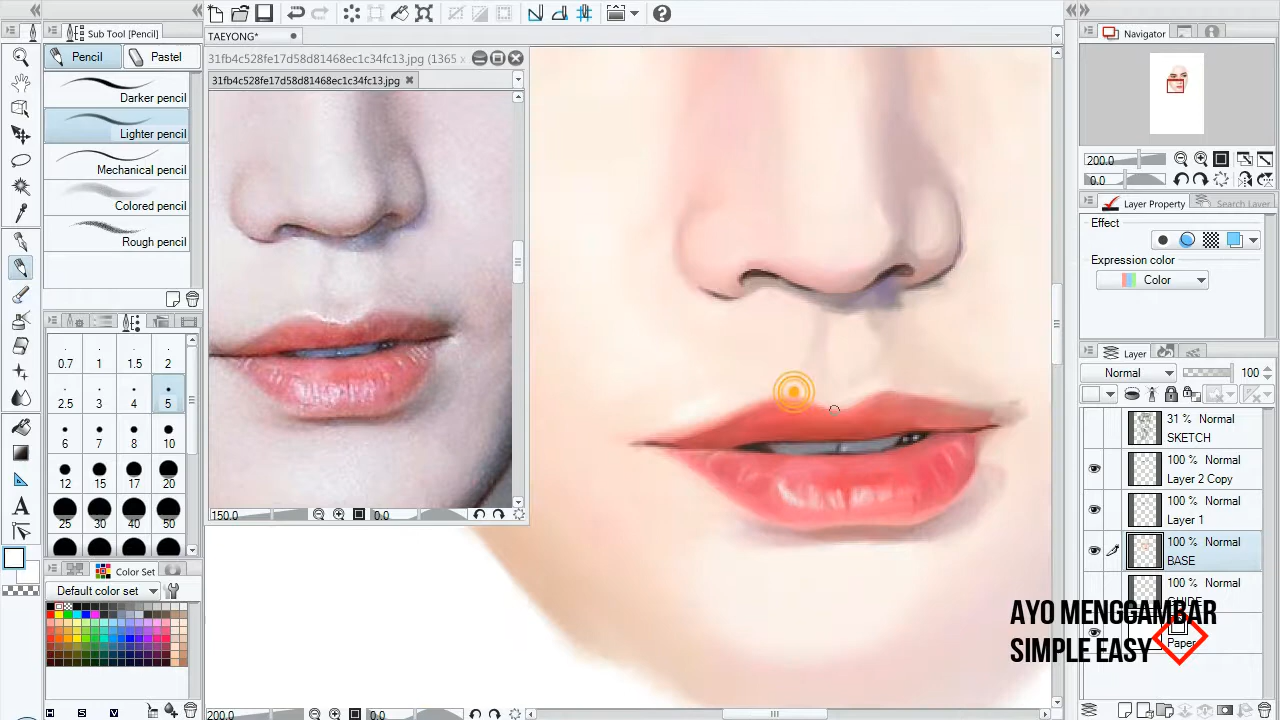 Sub Tool [Pencil]
Pencil
Pastel
Darker pencil
Lighter pencil
Mechanical pencil
Colored pencil
Rough pencil
0.7 1 1.5 2
2.5 3 4 5
6 7 8 10
12 15 17 20
25 30 40 50
Color Set
Default color set
H S V
TAEYONG*
31fb4c528fe17d58d81468ec1c34fc13.jpg (1365 x
31fb4c528fe17d58d81468ec1c34fc13.jpg
150.0
0.0
200.0
0.0
Navigator
200.0
0.0
Layer Property
Search Layer
Effect
Expression color
Color
Layer
Normal
100
31 % Normal
SKETCH
100 % Normal
Layer 2 Copy
100 % Normal
Layer 1
100 % Normal
BASE
100 % Normal
GUIDE
Paper
AYO MENGGAMBAR
SIMPLE EASY